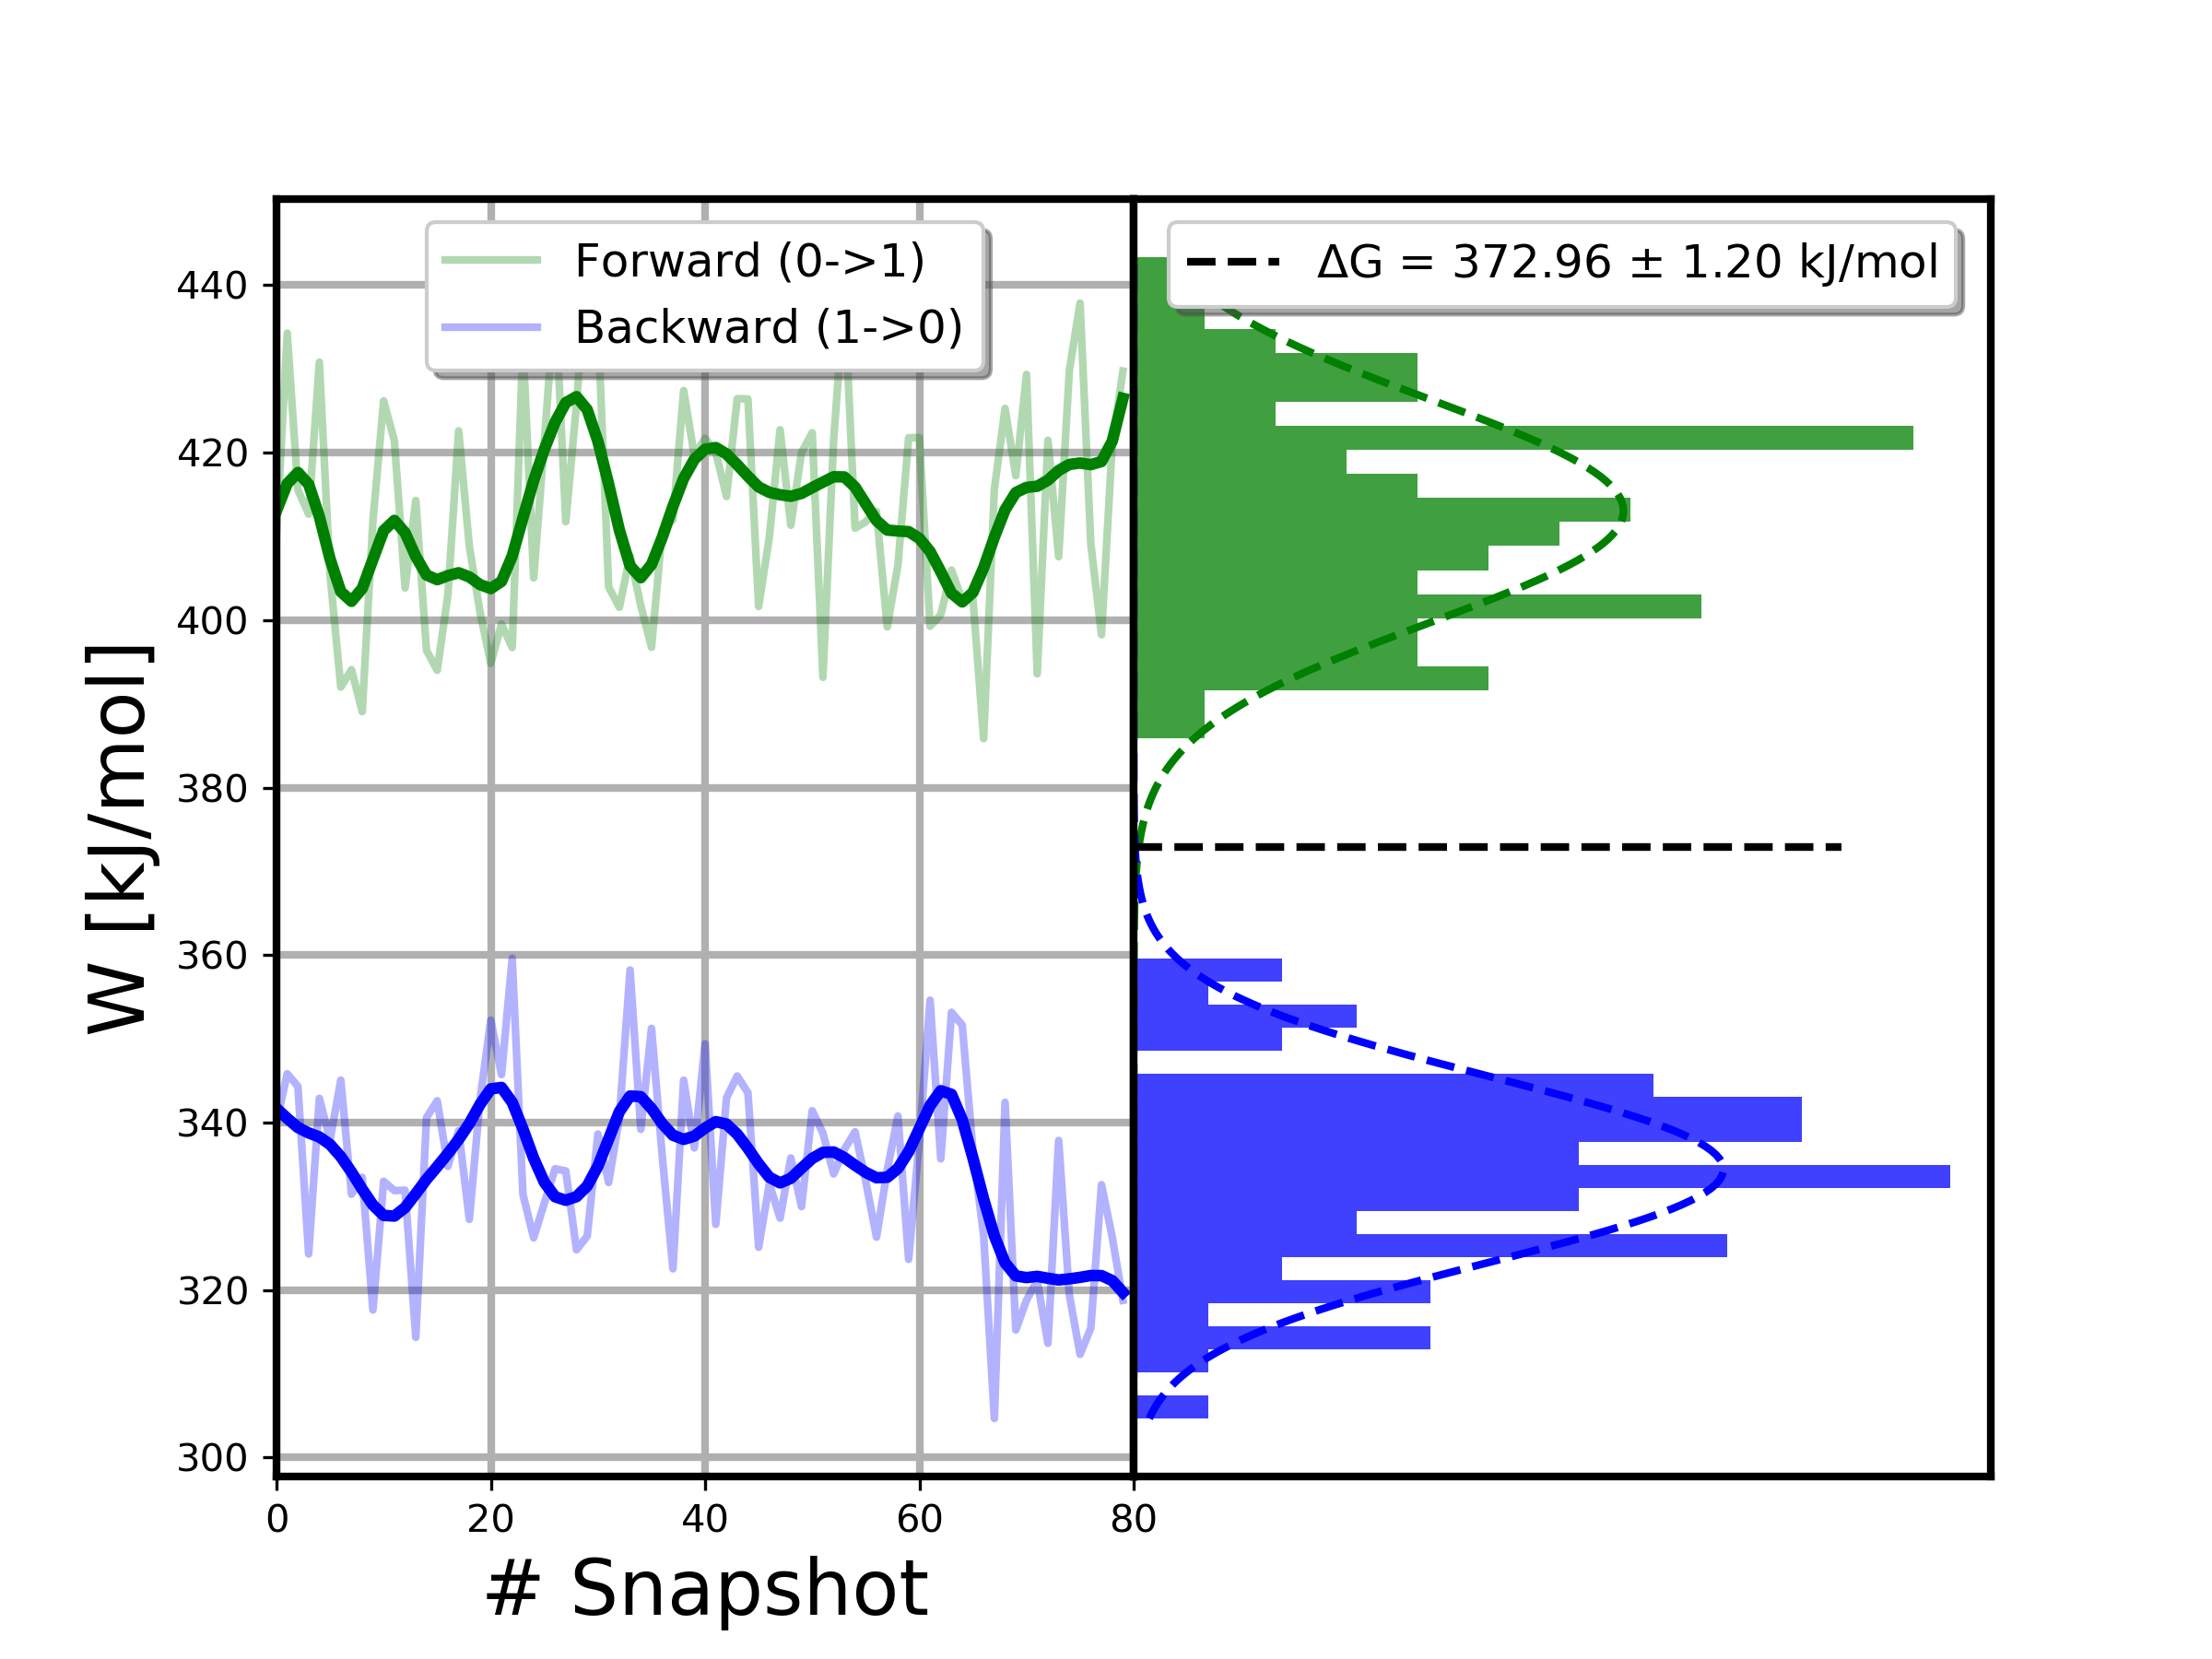 Forward (0->1)
Backward (1->0)
ΔG = 372.96 ± 1.20 kJ/mol
440
420
400
380
360
340
320
300
W [kJ/mol]
0 20 40 60 80
# Snapshot